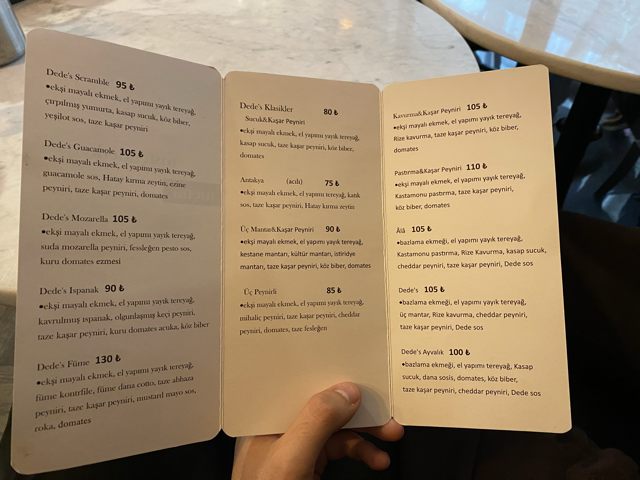 Dede's Scramble 95 ₺
•ekşi mayalı ekmek, el yapımı yayık tereyağ,
çırpılmış yumurta, kasap sucuk, köz biber,
yeşilot sos, taze kaşar peyniri
Dede's Guacamole 105 ₺
•ekşi mayalı ekmek, el yapımı yayık tereyağ,
guacamole sos, Hatay kırma zeytin, ezine
peyniri, taze kaşar peyniri, domates
Dede's Mozarella 105 ₺
•ekşi mayalı ekmek, el yapımı yayık tereyağ,
suda mozarella peyniri, fesleğen pesto sos,
kuru domates ezmesi
Dede's Ispanak 90 ₺
•ekşi mayalı ekmek, el yapımı yayık tereyağ,
kavrulmuş ıspanak, olgunlaşmış keçi peyniri,
taze kaşar peyniri, kuru domates acuka, köz biber
Dede's Füme 130 ₺
•ekşi mayalı ekmek, el yapımı yayık tereyağ,
füme kontrfile, füme dana cotto, taze abhaza
peyniri, taze kaşar peyniri, mustard mayo sos,
roka, domates
Dede's Klasikler 80 ₺
Sucuk&Kaşar Peyniri
•ekşi mayalı ekmek, el yapımı yayık tereyağ,
kasap sucuk, taze kaşar peyniri, köz biber,
domates
Antakya (acılı) 75 ₺
•ekşi mayalı ekmek, el yapımı yayık tereyağ, katık
sos, taze kaşar peyniri, Hatay kırma zeytin
Üç Mantar&Kaşar Peyniri 90 ₺
•ekşi mayalı ekmek, el yapımı yayık tereyağ,
kestane mantarı, kültür mantarı, istiridye
mantarı, taze kaşar peyniri, köz biber, domates
Üç Peynirli 85 ₺
•ekşi mayalı ekmek, el yapımı yayık tereyağ,
mihaliç peyniri, taze kaşar peyniri, cheddar
peyniri, domates, taze fesleğen
Kavurma&Kaşar Peyniri 105 ₺
•ekşi mayalı ekmek, el yapımı yayık tereyağ,
Rize kavurma, taze kaşar peyniri, köz biber,
domates
Pastırma&Kaşar Peyniri 110 ₺
•ekşi mayalı ekmek, el yapımı yayık tereyağ,
Kastamonu pastırma, taze kaşar peyniri,
köz biber, domates
Âlâ 105 ₺
•bazlama ekmeği, el yapımı yayık tereyağ,
Kastamonu pastırma, Rize Kavurma, kasap sucuk,
cheddar peyniri, taze kaşar peyniri, Dede sos
Dede's 105 ₺
•bazlama ekmeği, el yapımı yayık tereyağ,
üç mantar, Rize kavurma, cheddar peyniri,
taze kaşar peyniri, Dede sos
Dede's Ayvalık 100 ₺
•bazlama ekmeği, el yapımı yayık tereyağ, Kasap
sucuk, dana sosis, domates, köz biber,
taze kaşar peyniri, cheddar peyniri, Dede sos